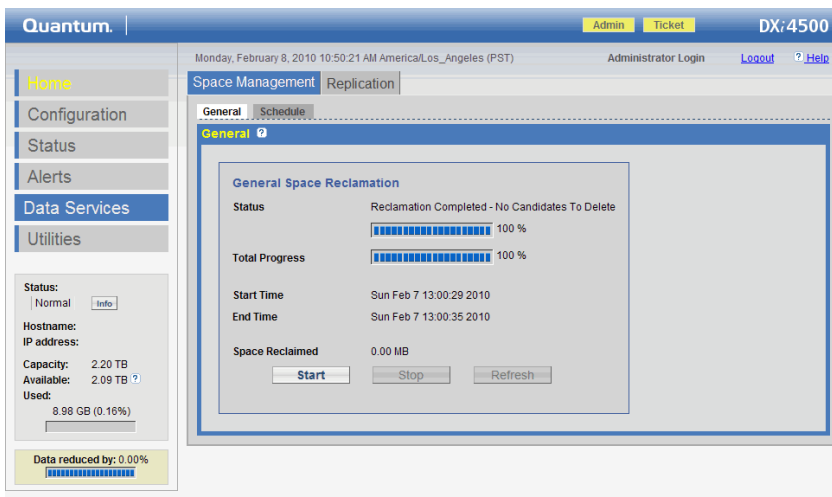 Quantum.
Admin Ticket DXi4500
Monday, February 8, 2010 10:50:21 AM America/Los_Angeles (PST) Administrator Login Logout ? Help
Home
Configuration
Status
Alerts
Data Services
Utilities
Status:
Normal Info
Hostname:
IP address:
Capacity: 2.20 TB
Available: 2.09 TB ?
Used:
8.98 GB (0.16%)
Data reduced by: 0.00%
Space Management Replication
General Schedule
General ?
General Space Reclamation
Status Reclamation Completed - No Candidates To Delete
100 %
Total Progress 100 %
Start Time Sun Feb 7 13:00:29 2010
End Time Sun Feb 7 13:00:35 2010
Space Reclaimed 0.00 MB
Start Stop Refresh